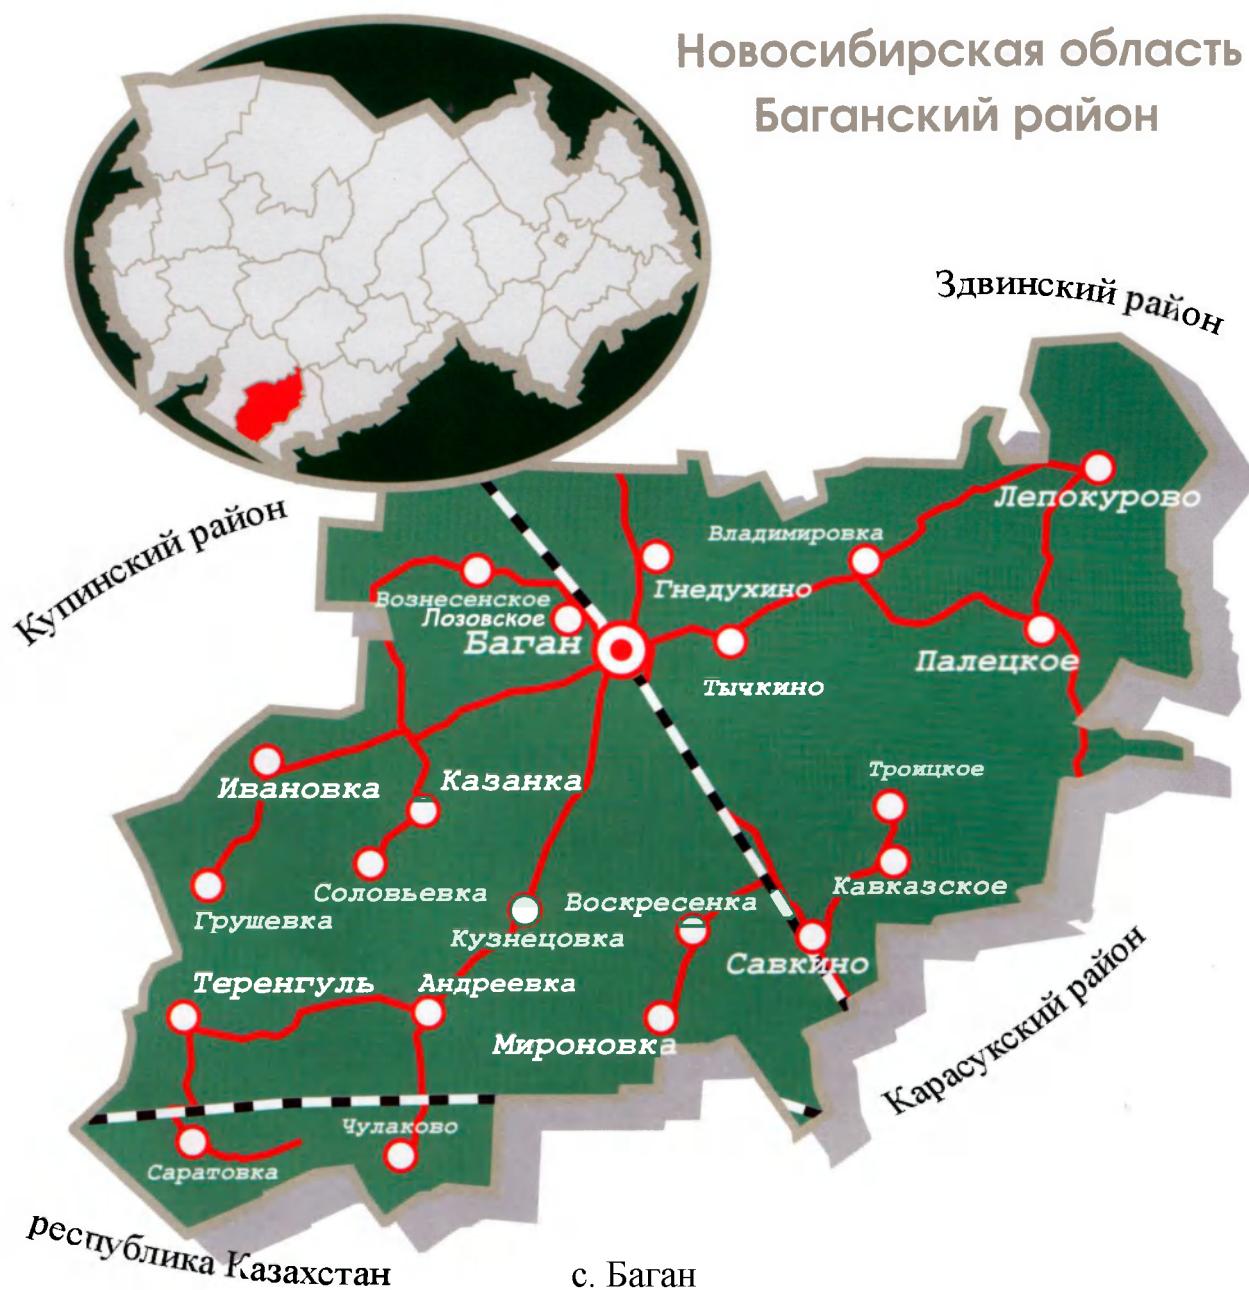 Новосибирская область
Баганский район
Здвинский район
Купинский район
Лепокурово
Владимировка
Гнедухино
Вознесенское
Лозовское
Баган
Палецкое
Тычкино
Троицкое
Ивановка
Казанка
Соловьевка
Воскресенка
Кавказское
Грушевка
Кузнецовка
Савкино
Теренгуль
Андреевка
Мироновка
Карасукский район
Чулаково
Саратовка
республика Казахстан
с. Баган